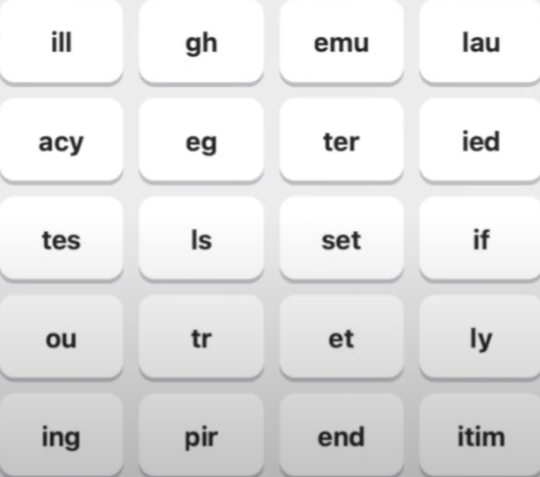 ill gh emu lau
acy eg ter ied
tes ls set if
ou tr et ly
ing pir end itim